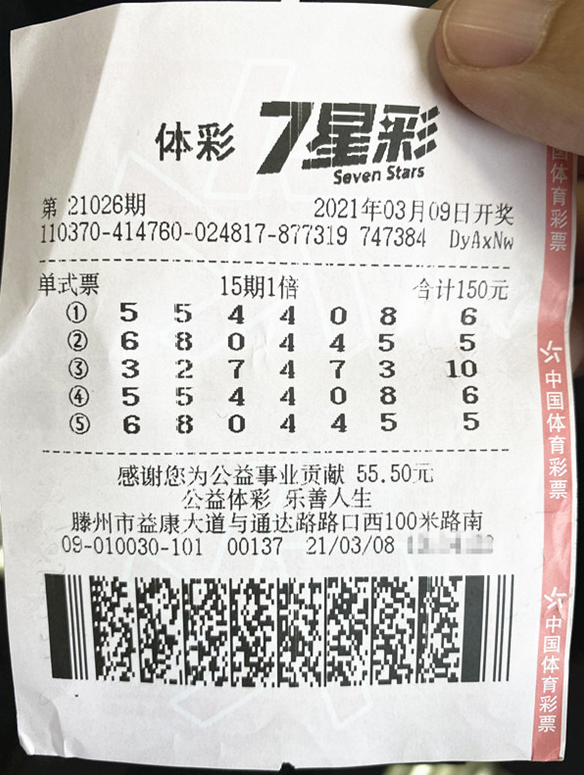 体彩 7星彩
Seven Stars
第 21026期 2021年03月09日开奖
110370-414760-024817-877319 747384 DyAxNw
单式票 15期1倍 合计150元
① 5 5 4 4 0 8 6
② 6 8 0 4 4 5 5
③ 3 2 7 4 7 3 10
④ 5 5 4 4 0 8 6
⑤ 6 8 0 4 4 5 5
感谢您为公益事业贡献 55.50元
公益体彩 乐善人生
滕州市益康大道与通达路路口西100米路南
09-010030-101 00137 21/03/08
国体育彩票
中国体育彩票
中国体育彩票